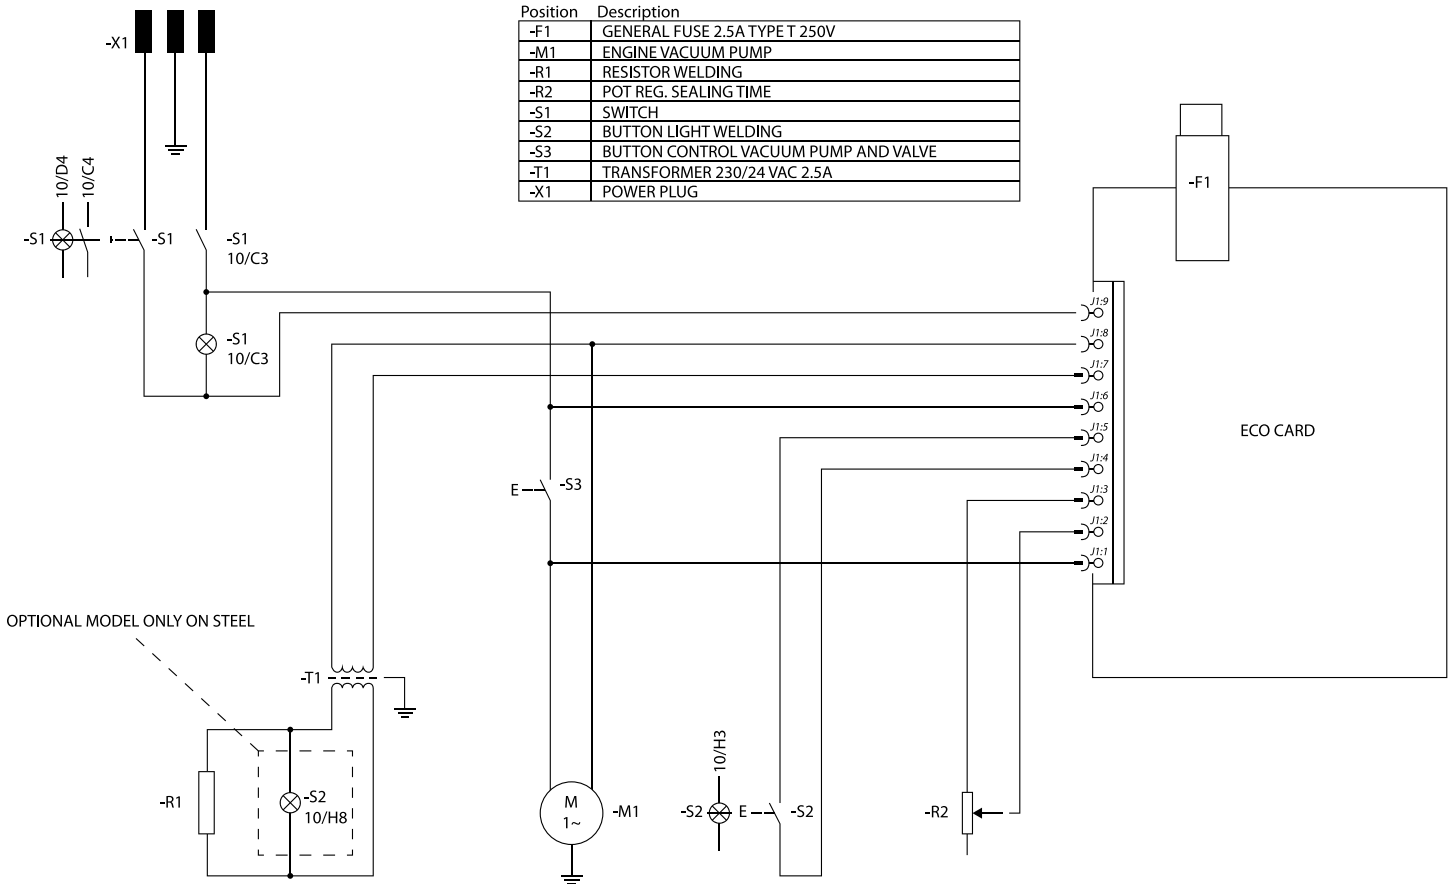 Position Description
-F1 GENERAL FUSE 2.5A TYPE T 250V
-M1 ENGINE VACUUM PUMP
-R1 RESISTOR WELDING
-R2 POT REG. SEALING TIME
-S1 SWITCH
-S2 BUTTON LIGHT WELDING
-S3 BUTTON CONTROL VACUUM PUMP AND VALVE
-T1 TRANSFORMER 230/24 VAC 2.5A
-X1 POWER PLUG
-X1
10/D4
10/C4
-S1
-S1
-S1
10/C3
-S1
10/C3
-F1
J1:9
J1:8
J1:7
J1:6
J1:5
J1:4
J1:3
J1:2
J1:1
ECO CARD
E
-S3
OPTIONAL MODEL ONLY ON STEEL
-T1
-R1
-S2
10/H8
M
1~
-M1
10/H3
-S2
E
-S2
-R2